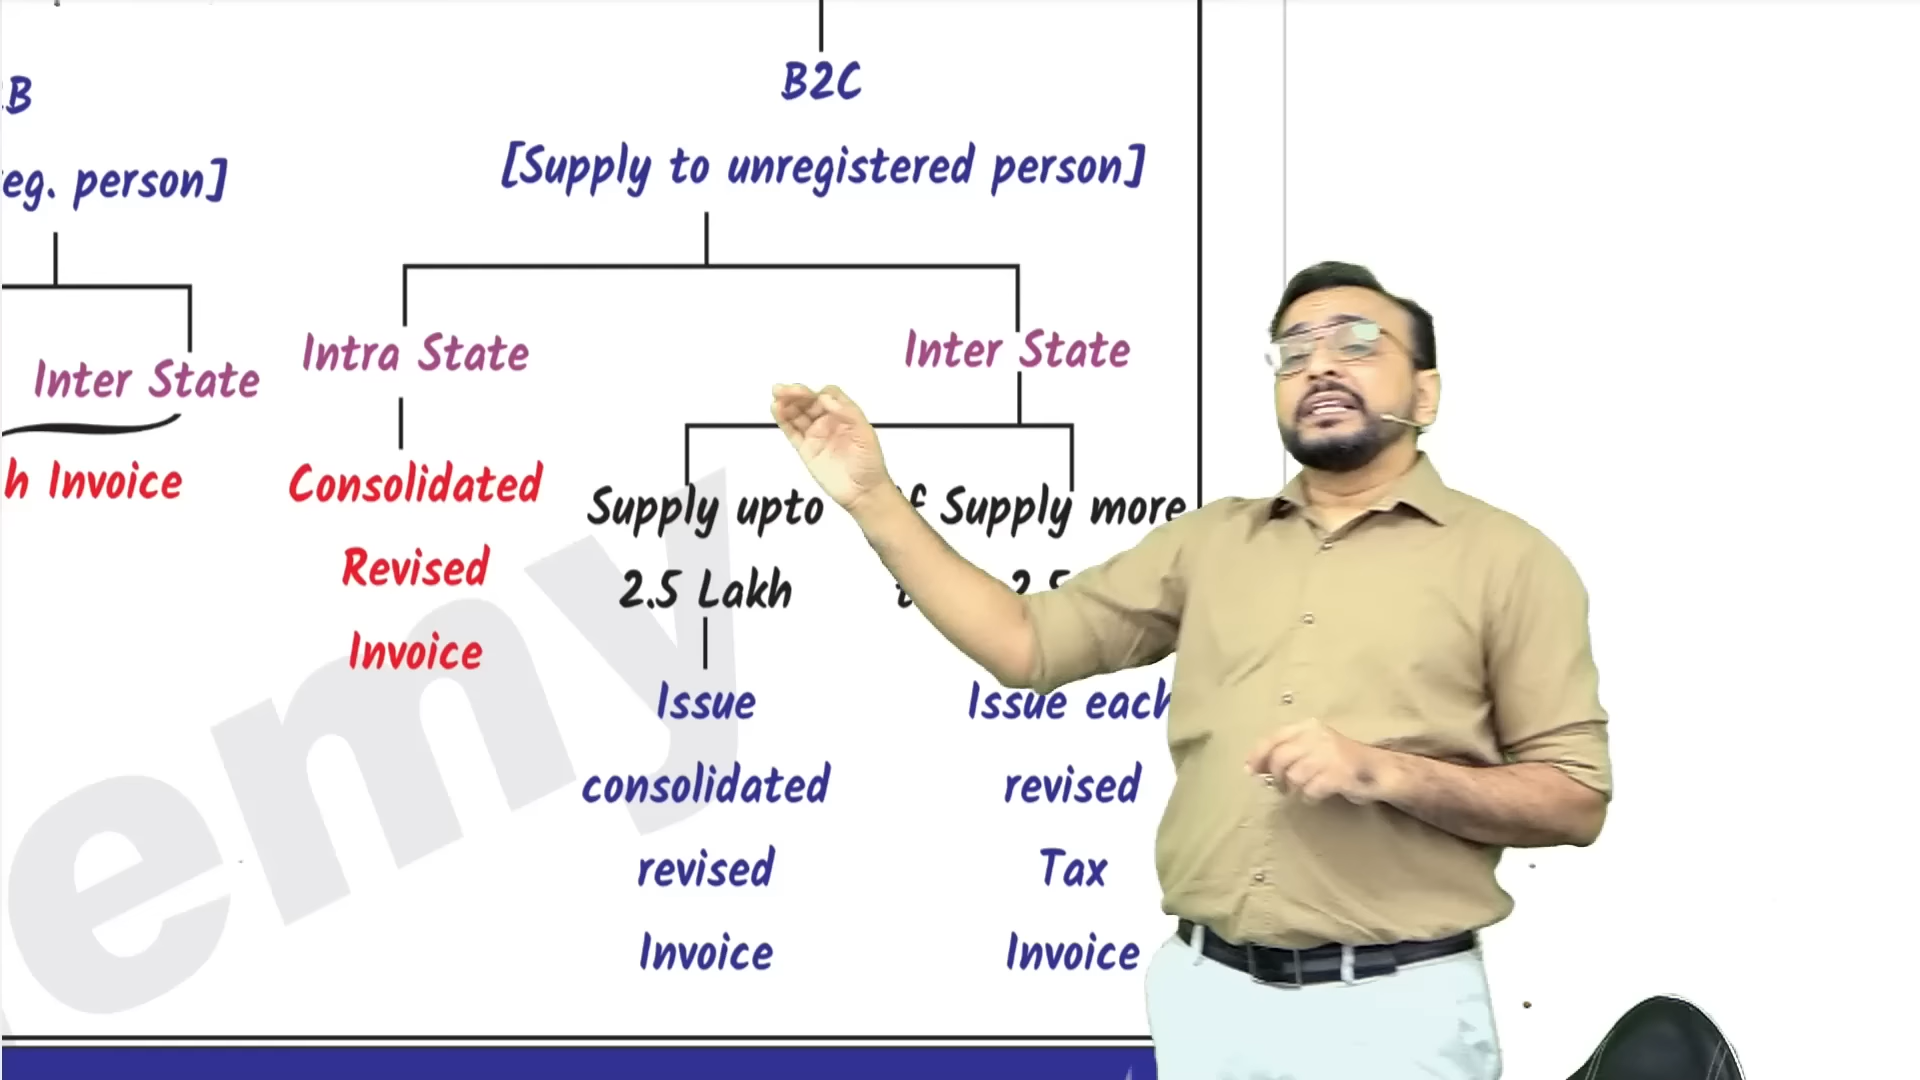 B2C
[Supply to unregistered person]
eg. person]
Inter State
h Invoice
Intra State
Consolidated
Revised
Invoice
Inter State
Supply upto
2.5 Lakh
Issue
consolidated
revised
Invoice
Supply more
Issue each
revised
Tax
Invoice
emy